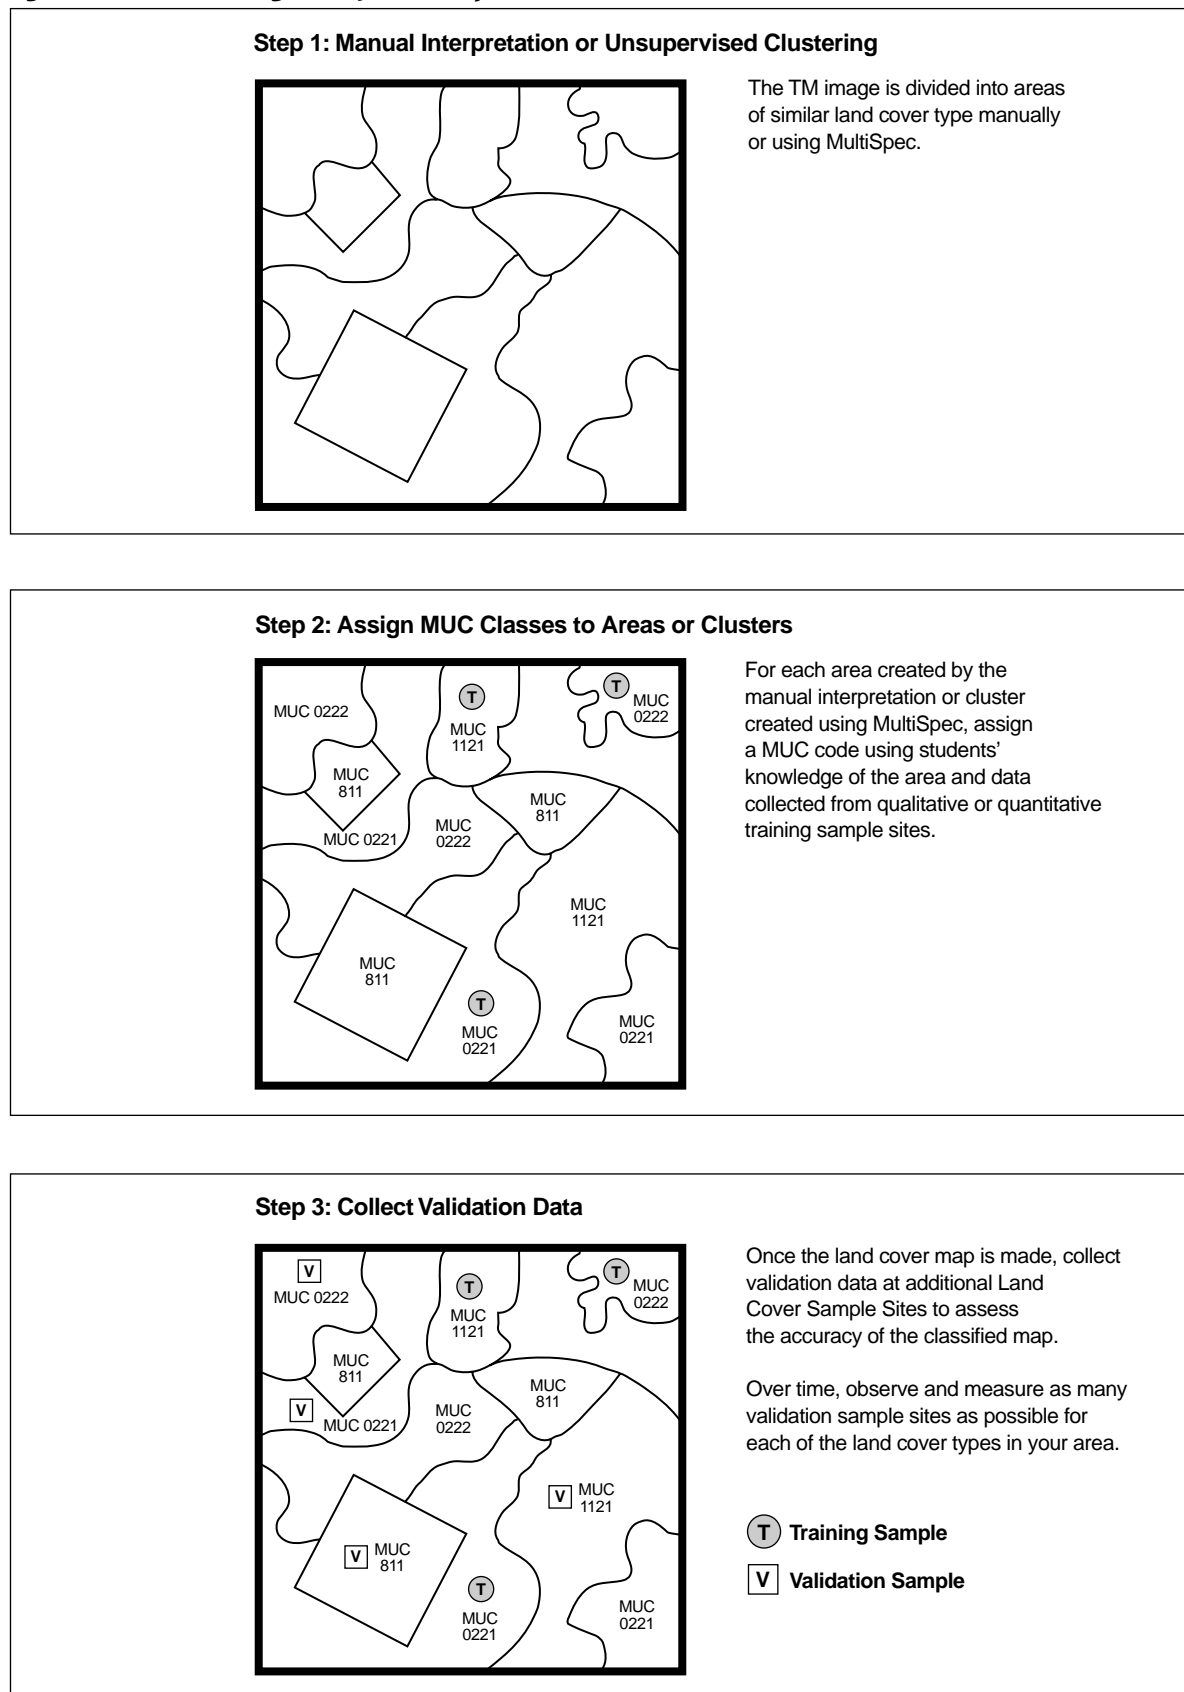 Step 1: Manual Interpretation or Unsupervised Clustering
The TM image is divided into areas
of similar land cover type manually
or using MultiSpec.
Step 2: Assign MUC Classes to Areas or Clusters
T
T
MUC 0222
MUC
1121
MUC
0222
MUC
811
MUC
811
MUC 0221
MUC
0222
MUC
1121
MUC
811
T
MUC
0221
MUC
0221
For each area created by the
manual interpretation or cluster
created using MultiSpec, assign
a MUC code using students’
knowledge of the area and data
collected from qualitative or quantitative
training sample sites.
Step 3: Collect Validation Data
V
MUC 0222
T
MUC
1121
T
MUC
0222
MUC
811
MUC
811
V
MUC 0221
MUC
0222
V
MUC
1121
V
MUC
811
T
MUC
0221
MUC
0221
Once the land cover map is made, collect
validation data at additional Land
Cover Sample Sites to assess
the accuracy of the classified map.
Over time, observe and measure as many
validation sample sites as possible for
each of the land cover types in your area.
T Training Sample
V Validation Sample